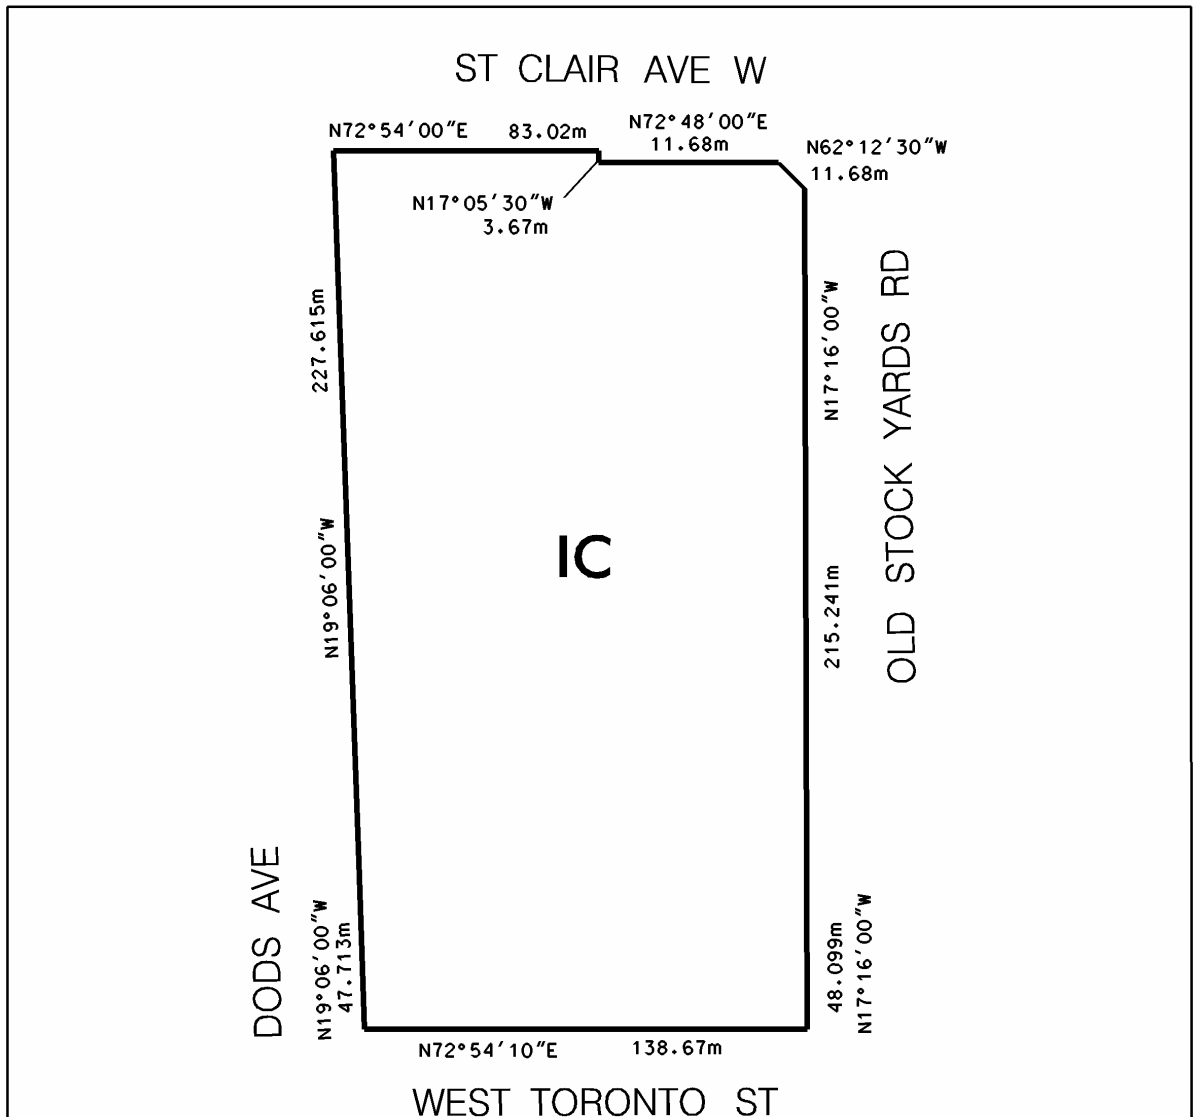 ST CLAIR AVE W
N72°54'00"E 83.02m
N72°48'00"E
11.68m
N62°12'30"W
11.68m
N17°05'30"W
3.67m
227.615m
N19°06'00"W
N17°16'00"W
215.241m
OLD STOCK YARDS RD
IC
DODS AVE
N19°06'00"W
47.713m
48.099m
N17°16'00"W
N72°54'10"E 138.67m
WEST TORONTO ST